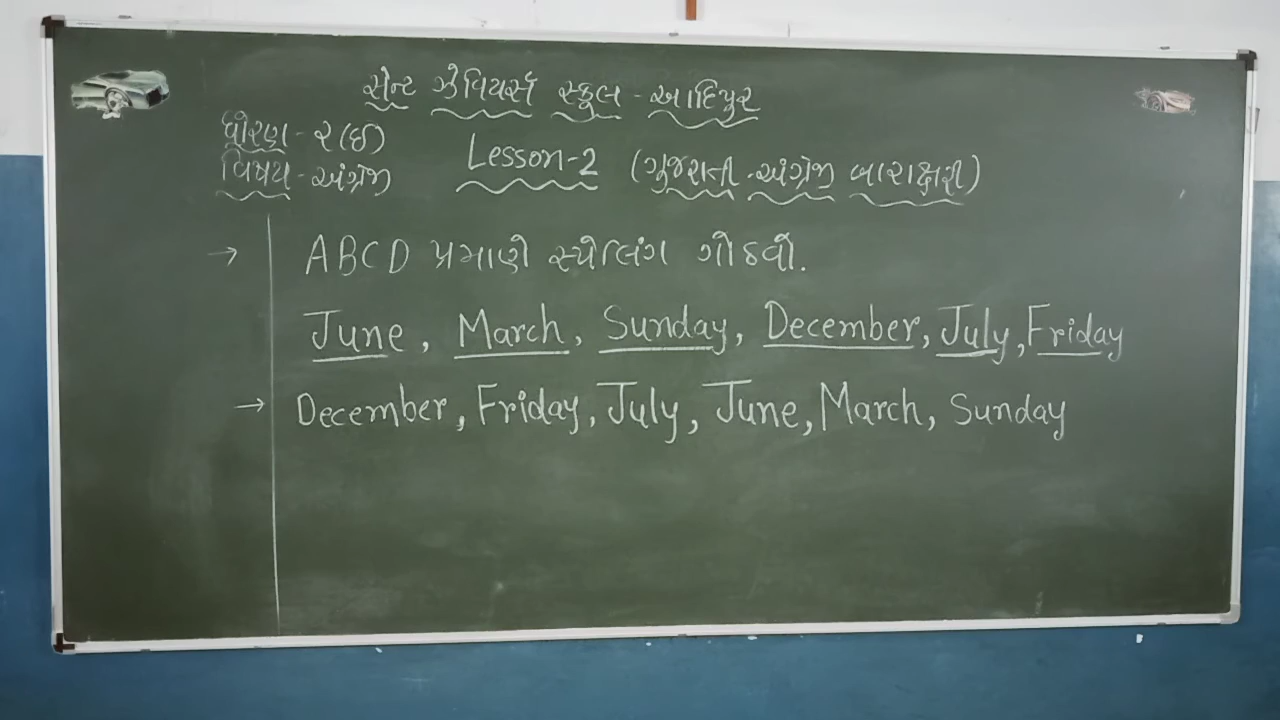 સેન્ટ ઝેવિયર્સ સ્કુલ - આદિપુર
ધોરણ - ૨ (ઈ)
વિષય - અંગ્રેજી
Lesson-2 (ગુજરાતી - અંગ્રેજી બારાક્ષરી)
→ ABCD પ્રમાણે સ્પેલિંગ ગોઠવો.
June, March, Sunday, December, July, Friday
→ December, Friday, July, June, March, Sunday